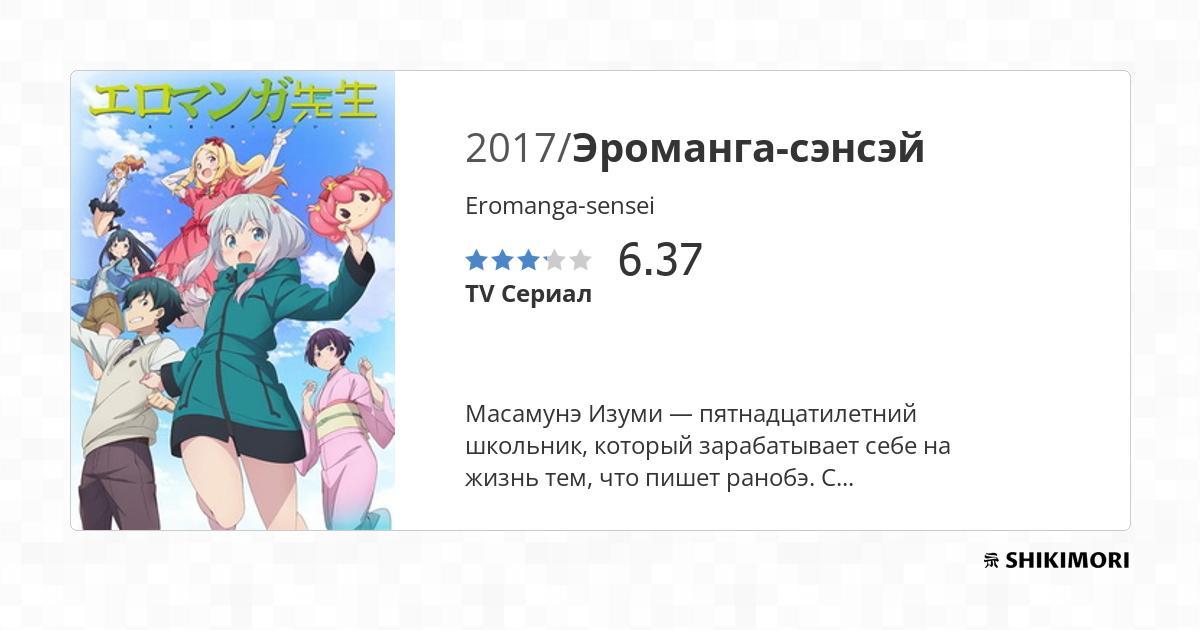 エロマンガ先生
2017/Эроманга-сэнсэй
Eromanga-sensei
6.37
TV Сериал
Масамунэ Изуми — пятнадцатилетний
школьник, который зарабатывает себе на
жизнь тем, что пишет ранобэ. С...
SHIKIMORI